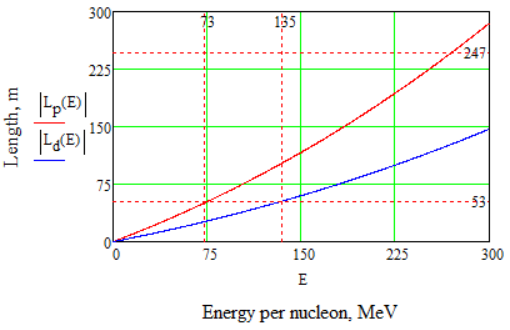 300
73
135
247
225
|Lp(E)|
|Ld(E)|
Length, m
150
75
53
0
0
75
150
225
300
E
Energy per nucleon, MeV